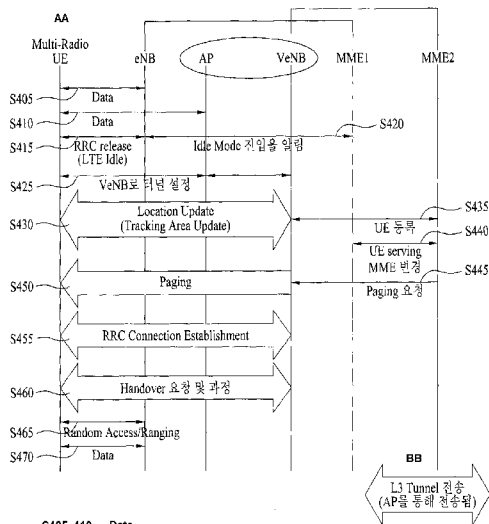 AA
Multi-Radio
UE
eNB
AP
VeNB
MME1
MME2
S405
Data
S410
Data
S415
RRC release
(LTE Idle)
S420
Idle Mode 진입을 알림
S425
VeNB로 터널 설정
S430
Location Update
(Tracking Area Update)
S435
UE 등록
S440
UE serving
MME 변경
S445
Paging 요청
S450
Paging
S455
RRC Connection Establishment
S460
Handover 요청 및 과정
S465
Random Access/Ranging
S470
Data
BB
L3 Tunnel 전송
(AP를 통해 전송됨)
S405, 410 ... Data